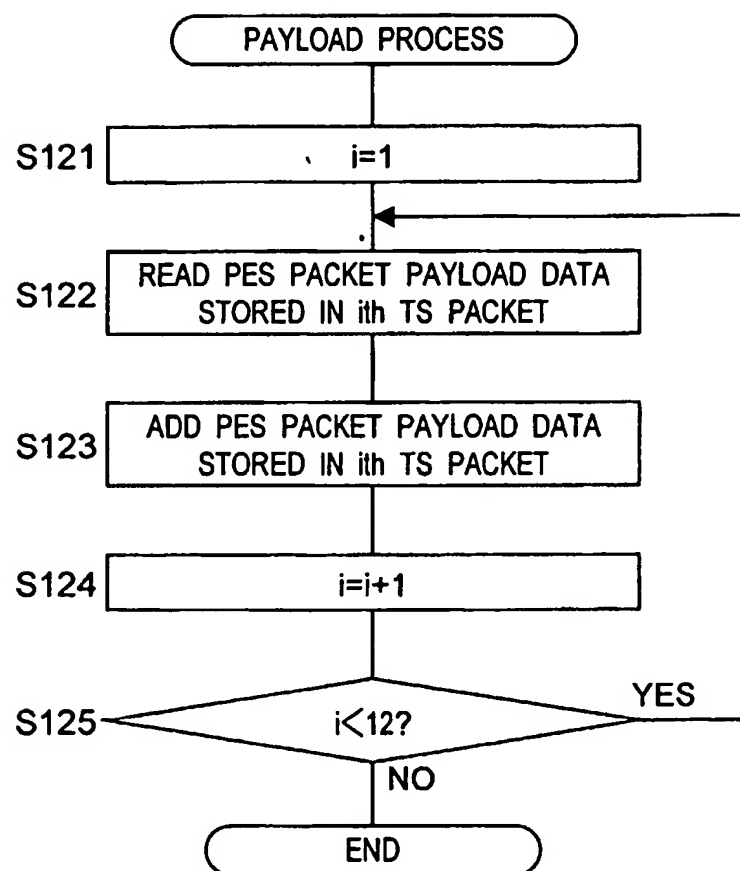 PAYLOAD PROCESS
S121
i=1
S122
READ PES PACKET PAYLOAD DATA
STORED IN ith TS PACKET
S123
ADD PES PACKET PAYLOAD DATA
STORED IN ith TS PACKET
S124
i=i+1
S125
i<12?
YES
NO
END